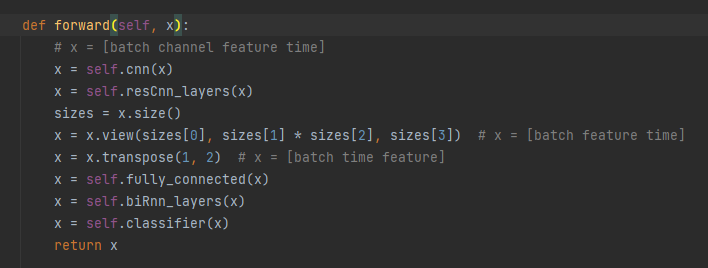 def forward(self, x):
    # x = [batch channel feature time]
    x = self.cnn(x)
    x = self.resCnn_layers(x)
    sizes = x.size()
    x = x.view(sizes[0], sizes[1] * sizes[2], sizes[3])  # x = [batch feature time]
    x = x.transpose(1, 2)  # x = [batch time feature]
    x = self.fully_connected(x)
    x = self.biRnn_layers(x)
    x = self.classifier(x)
    return x